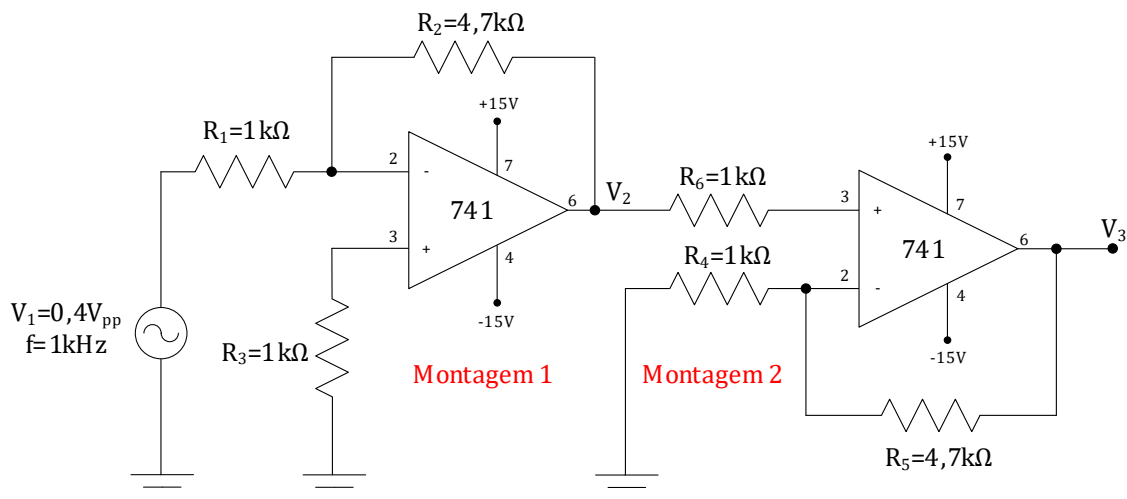 R₂=4,7kΩ
+15V
R₁=1kΩ
2
-
7
741
6
V₂
3
+
4
-15V
V₁=0,4Vₚₚ
f=1kHz
R₃=1kΩ
Montagem 1
+15V
R₆=1kΩ
3
+
7
741
6
V₃
R₄=1kΩ
2
-
4
-15V
Montagem 2
R₅=4,7kΩ